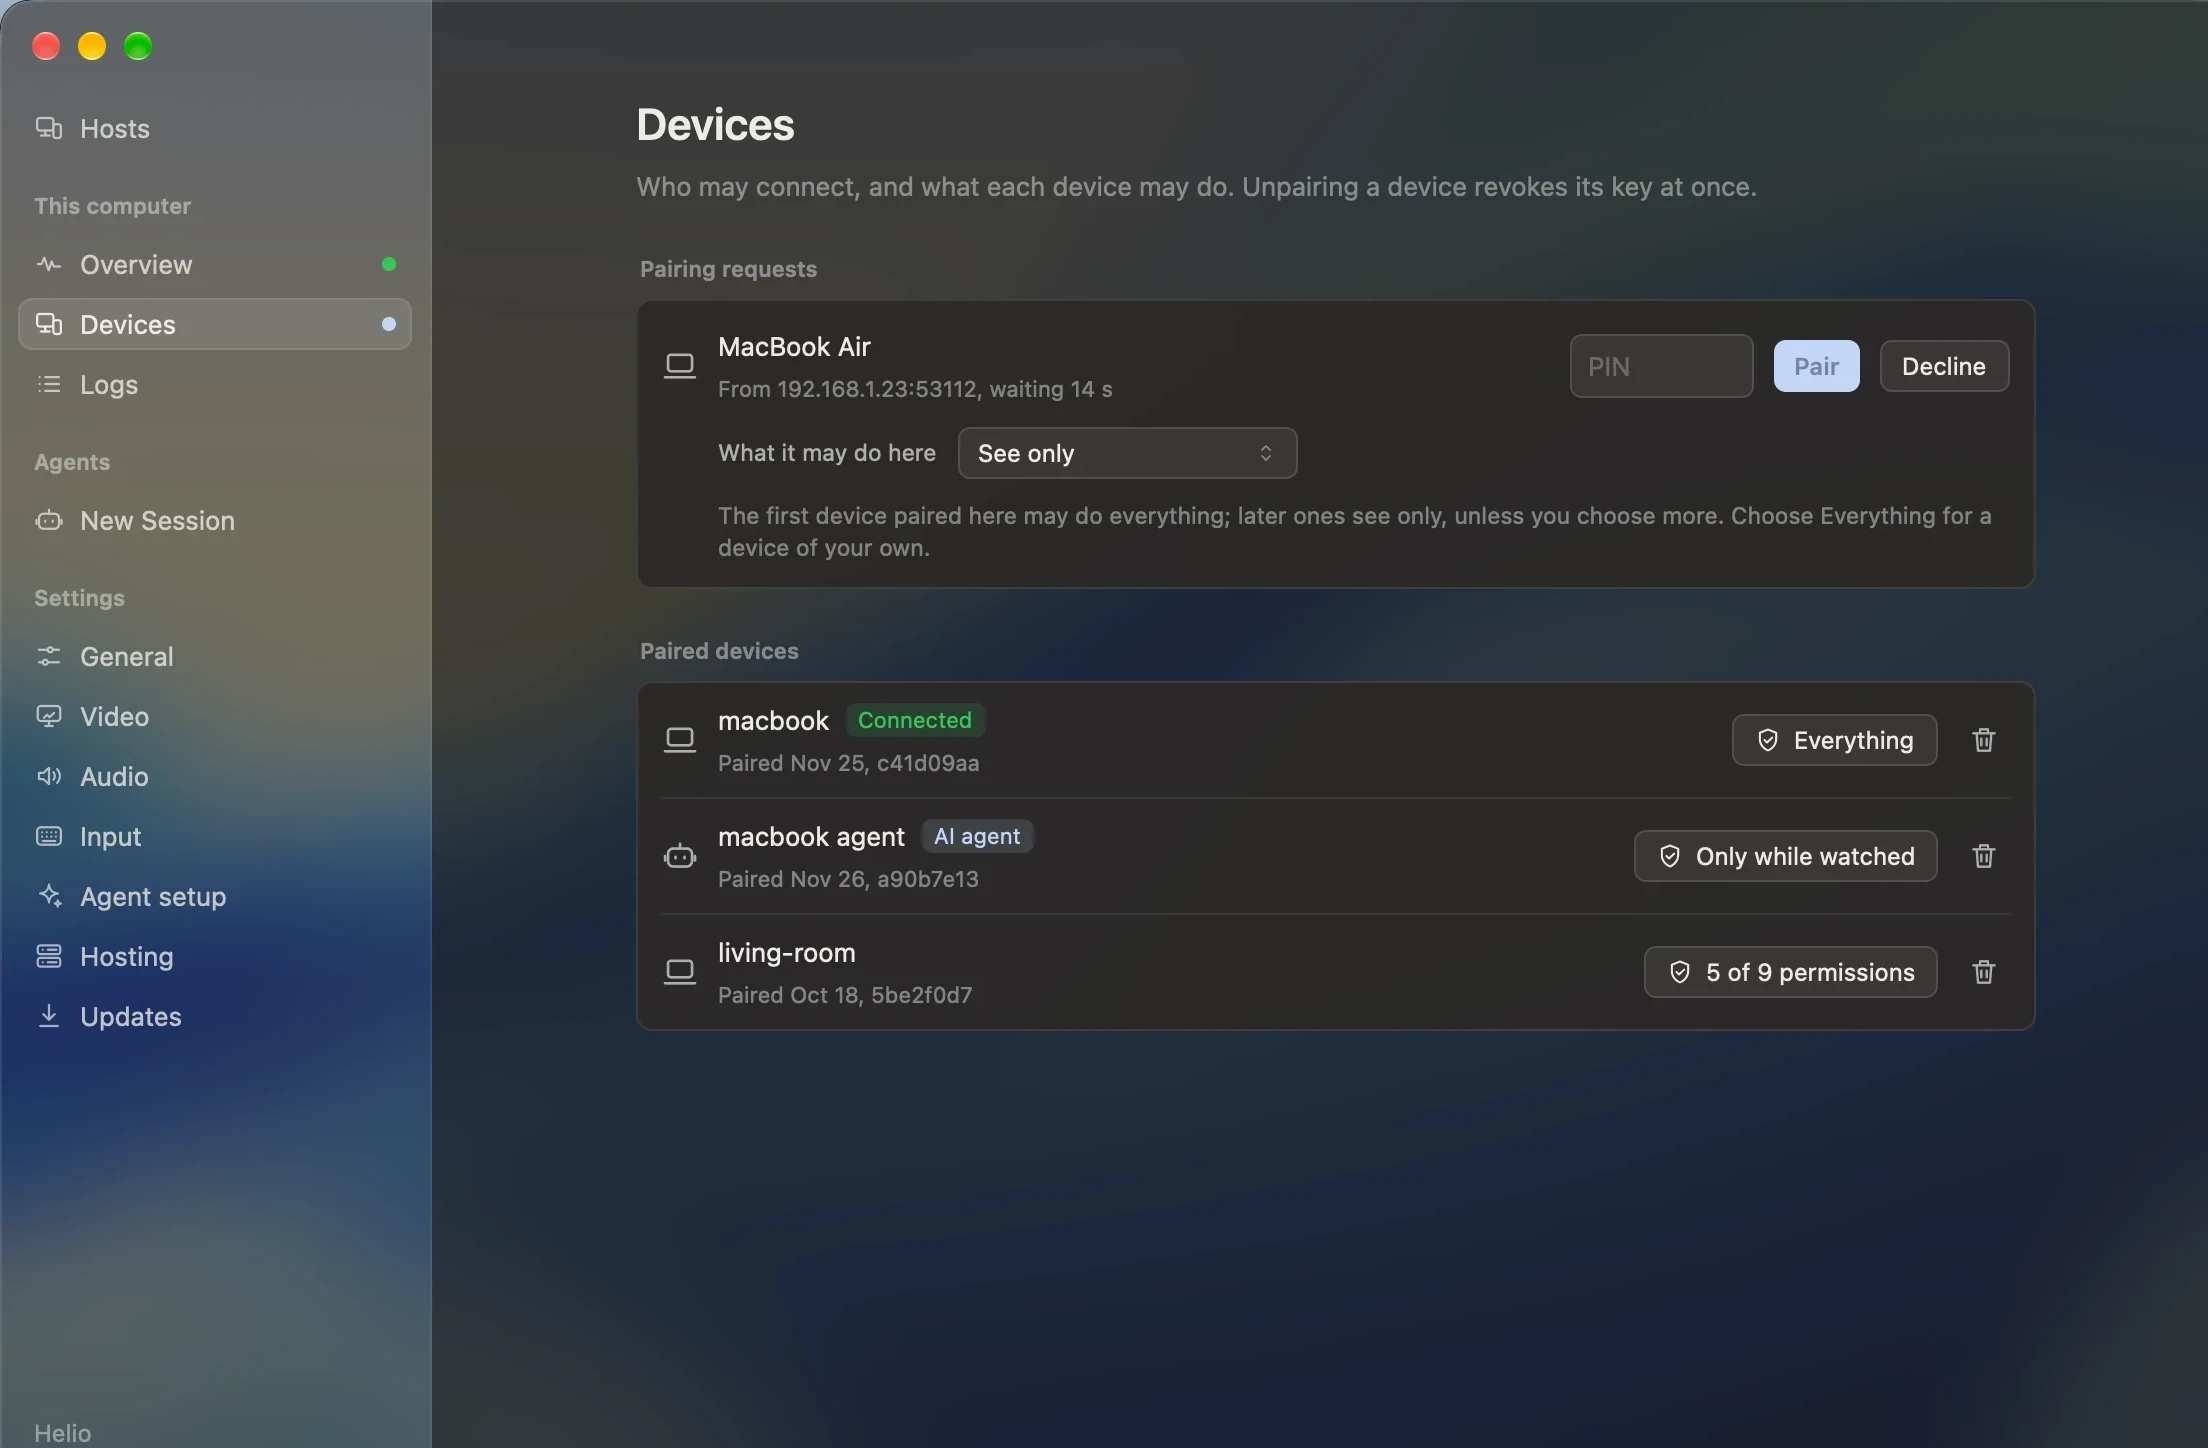 Hosts
This computer
Overview
Devices
Logs
Agents
New Session
Settings
General
Video
Audio
Input
Agent setup
Hosting
Updates
Helio
Devices
Who may connect, and what each device may do. Unpairing a device revokes its key at once.
Pairing requests
MacBook Air
From 192.168.1.23:53112, waiting 14 s
PIN
Pair
Decline
What it may do here
See only
The first device paired here may do everything; later ones see only, unless you choose more. Choose Everything for a
device of your own.
Paired devices
macbook
Connected
Paired Nov 25, c41d09aa
Everything
macbook agent
AI agent
Paired Nov 26, a90b7e13
Only while watched
living-room
Paired Oct 18, 5be2f0d7
5 of 9 permissions